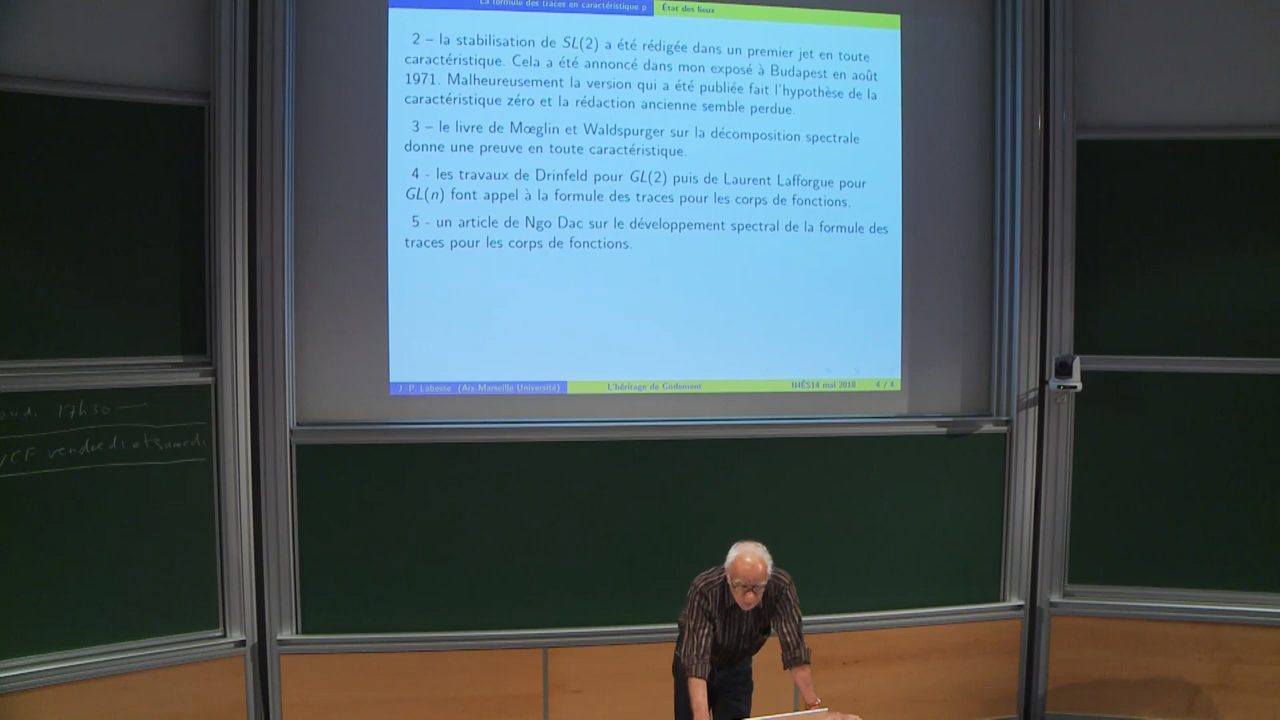 La formule des traces en caractéristique p
État des lieux
2 – la stabilisation de SL(2) a été rédigée dans un premier jet en toute
caractéristique. Cela a été annoncé dans mon exposé à Budapest en août
1971. Malheureusement la version qui a été publiée fait l'hypothèse de la
caractéristique zéro et la rédaction ancienne semble perdue.
3 – le livre de Mœglin et Waldspurger sur la décomposition spectrale
donne une preuve en toute caractéristique.
4 - les travaux de Drinfeld pour GL(2) puis de Laurent Lafforgue pour
GL(n) font appel à la formule des traces pour les corps de fonctions.
5 - un article de Ngo Dac sur le développement spectral de la formule des
traces pour les corps de fonctions.
J. P. Labesse (Aix-Marseille Université)
L'héritage de Godement
IHÉS14 mai 2018
4 / 4
17h30
vendredi et samedi